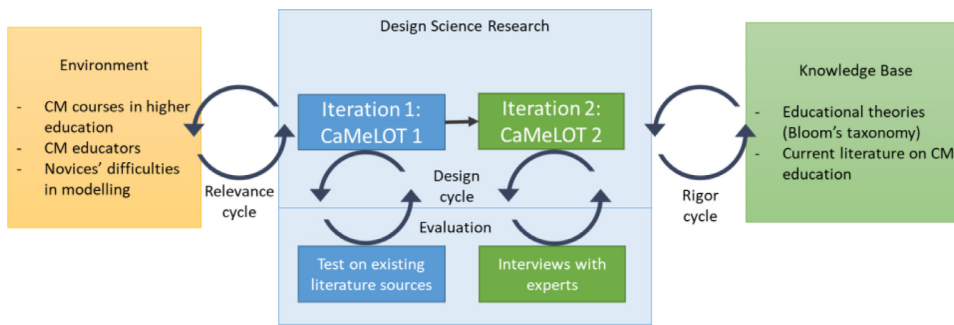 Design Science Research
Environment
- CM courses in higher
education
- CM educators
- Novices’ difficulties
in modelling
Relevance
cycle
Iteration 1:
CaMeLOT 1
Iteration 2:
CaMeLOT 2
Design
cycle
Evaluation
Test on existing
literature sources
Interviews with
experts
Rigor
cycle
Knowledge Base
- Educational theories
(Bloom’s taxonomy)
- Current literature on CM
education